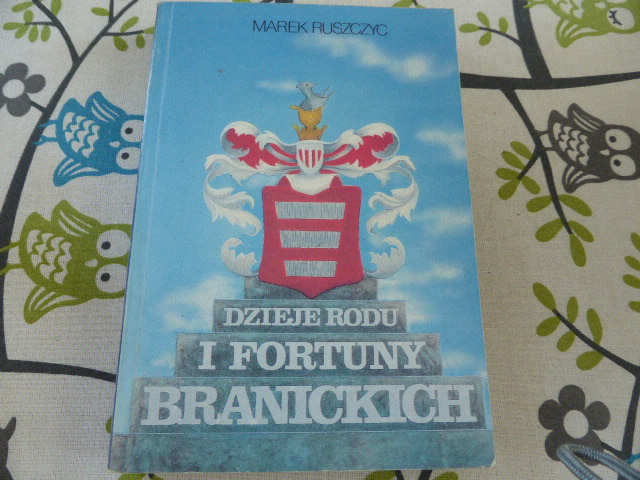 MAREK RUSZCZYC
DZIEJE RODU
I FORTUNY
BRANICKICH